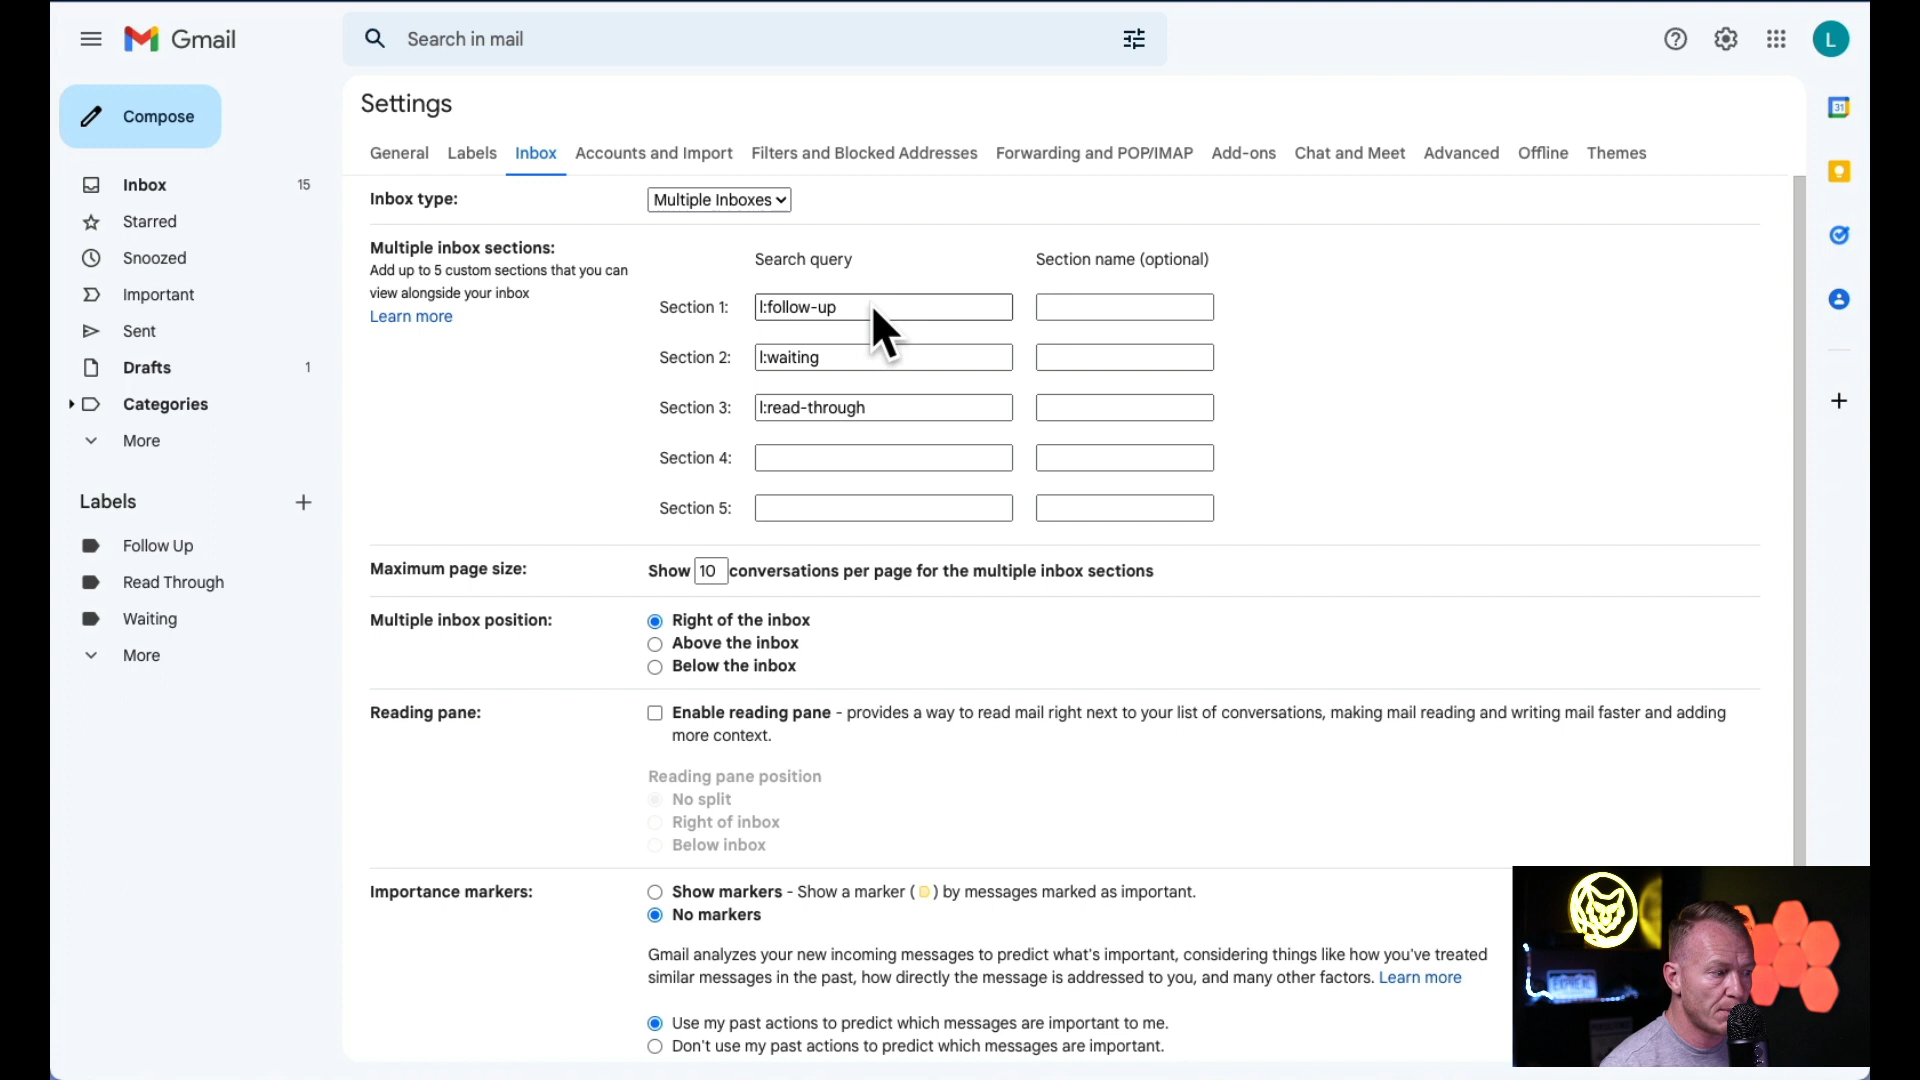 Gmail
Search in mail
L
Compose
Inbox 15
Starred
Snoozed
Important
Sent
Drafts 1
Categories
More
Labels
Follow Up
Read Through
Waiting
More
Settings
General Labels Inbox Accounts and Import Filters and Blocked Addresses Forwarding and POP/IMAP Add-ons Chat and Meet Advanced Offline Themes
Inbox type: Multiple Inboxes
Multiple inbox sections:
Add up to 5 custom sections that you can
view alongside your inbox
Learn more
Search query Section name (optional)
Section 1: l:follow-up
Section 2: l:waiting
Section 3: l:read-through
Section 4:
Section 5:
Maximum page size: Show 10 conversations per page for the multiple inbox sections
Multiple inbox position: Right of the inbox
Above the inbox
Below the inbox
Reading pane: Enable reading pane - provides a way to read mail right next to your list of conversations, making mail reading and writing mail faster and adding
more context.
Reading pane position
No split
Right of inbox
Below inbox
Importance markers: Show markers - Show a marker ( ) by messages marked as important.
No markers
Gmail analyzes your new incoming messages to predict what's important, considering things like how you've treated
similar messages in the past, how directly the message is addressed to you, and many other factors. Learn more
Use my past actions to predict which messages are important to me.
Don't use my past actions to predict which messages are important.
31